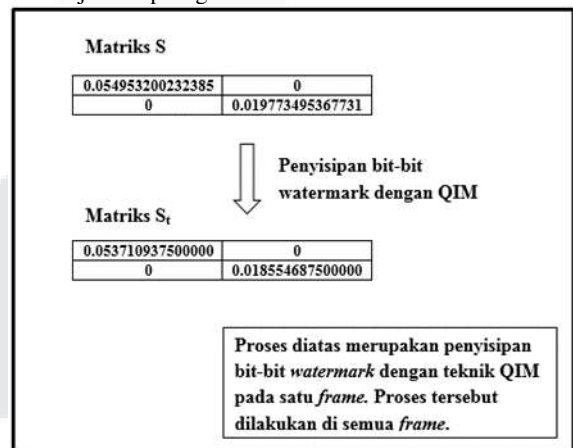 Matriks S
0.054953200232385 0
0 0.019773495367731
Penyisipan bit-bit
watermark dengan QIM
Matriks St
0.053710937500000 0
0 0.018554687500000
Proses diatas merupakan penyisipan
bit-bit watermark dengan teknik QIM
pada satu frame. Proses tersebut
dilakukan di semua frame.